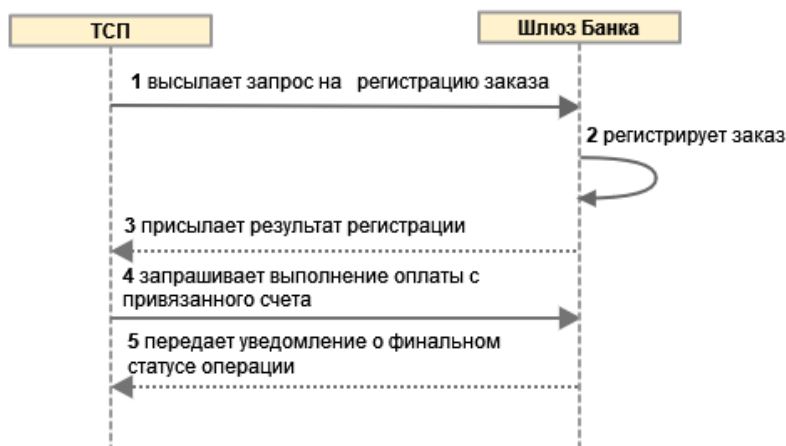 ТСП
Шлюз Банка
1 высылает запрос на регистрацию заказа
2 регистрирует заказ
3 присылает результат регистрации
4 запрашивает выполнение оплаты с
привязанного счета
5 передает уведомление о финальном
статусе операции